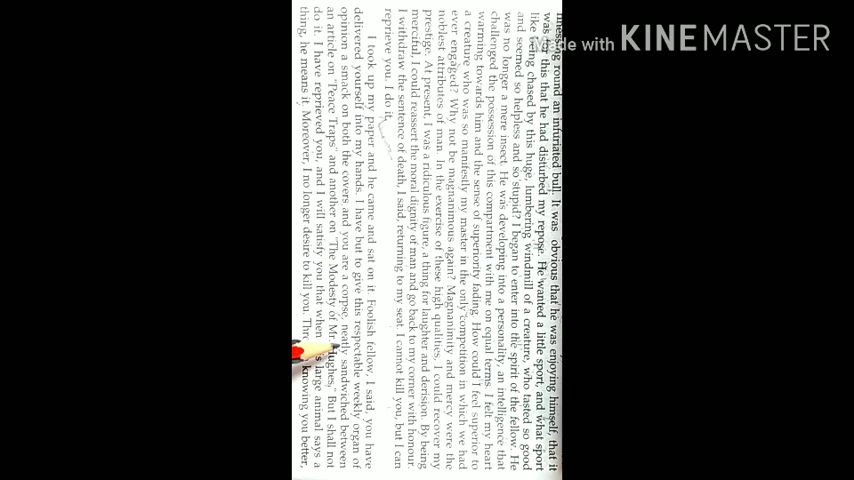 round an infuriated bull. It was obvious that he was enjoying himself, that it
was this that he had disturbed my repose. He wanted a little sport, and what sport
like being chased by this huge, lumbering windmill of a creature, who tasted so good
and seemed so helpless and so stupid? I began to enter into the spirit of the fellow. He
was no longer a mere insect. He was developing into a personality, an intelligence that
challenged the possession of this compartment with me on equal terms. I felt my heart
warming towards him and the sense of superiority fading. How could I feel superior to
a creature who was so manifestly my master in the only competition in which we had
ever engaged? Why not be magnanimous again? Magnanimity and mercy were the
noblest attributes of man. In the exercise of these high qualities, I could recover my
prestige. At present, I was a ridiculous figure, a thing for laughter and derision. By being
merciful, I could reassert the moral dignity of man and go back to my corner with honour.
I withdraw the sentence of death, I said, returning to my seat. I cannot kill you, but I can
reprieve you. I do it.
I took up my paper and he came and sat on it. Foolish fellow, I said, you have
delivered yourself into my hands. I have but to give this respectable weekly organ of
opinion a smack on both the covers and you are a corpse, neatly sandwiched between
an article on "Peace Traps" and another on "The Modesty of Mr. Hughes." But I shall not
do it. I have reprieved you, and I will satisfy you that when large animal says a
thing, he means it. Moreover, I no longer desire to kill you. knowing you better,
Made with KINEMASTER